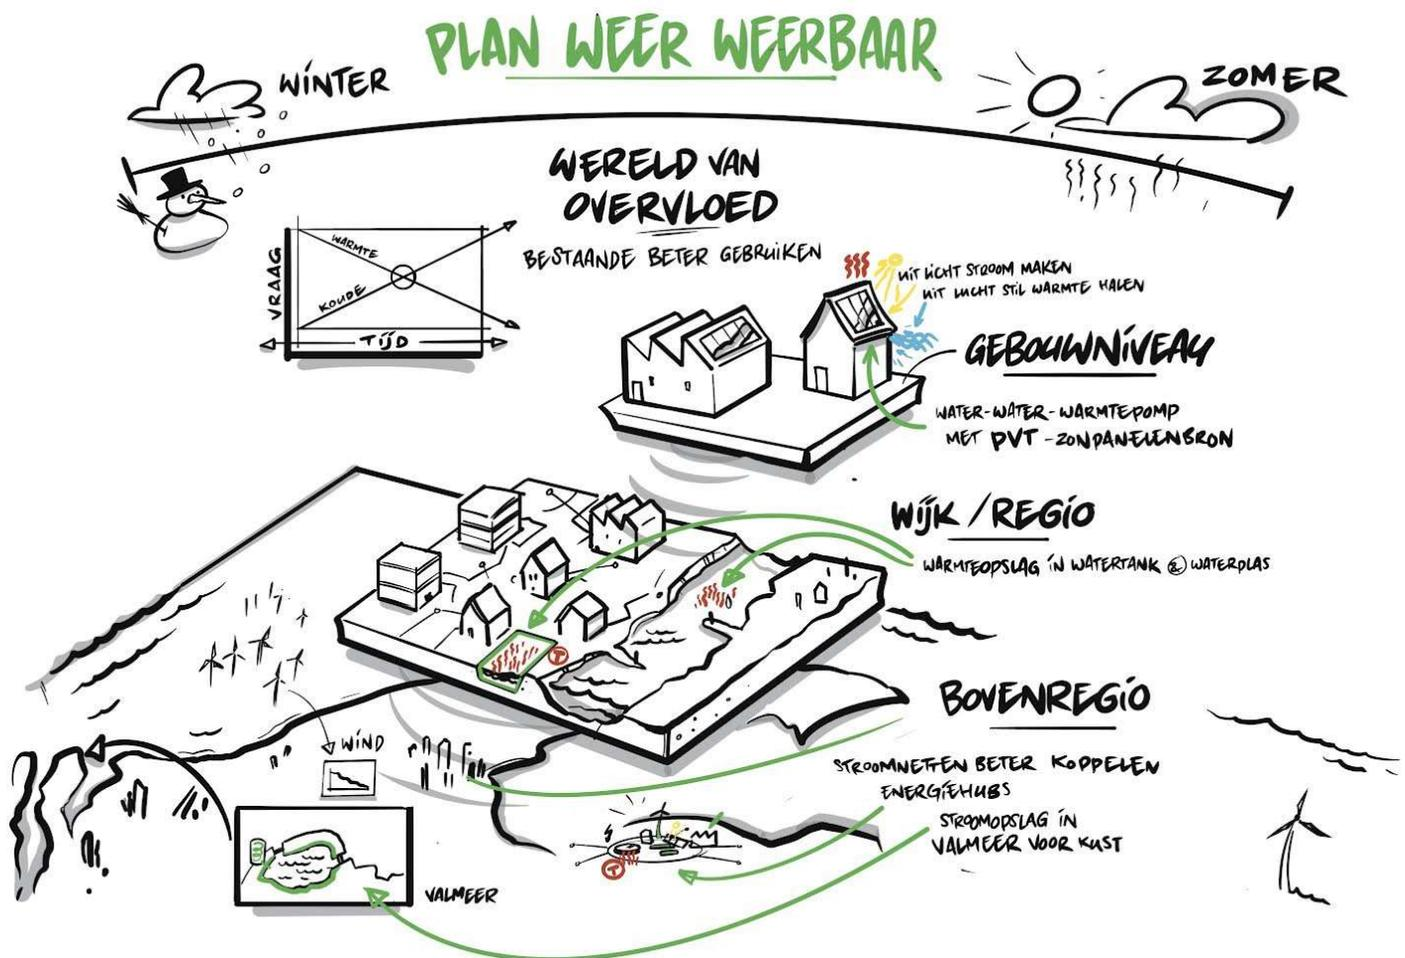 PLAN WEER WEERBAAR
WINTER
ZOMER
WERELD VAN
OVERVLOED
BESTAANDE BETER GEBRUIKEN
VRAAG
WARMTE
KOUDE
TIJD
UIT LICHT STROOM MAKEN
UIT LUCHT STIL WARMTE HALEN
GEBOUWNIVEAU
WATER-WATER-WARMTEPOMP
MET PVT-ZONPANELENBRON
WIJK/REGIO
WARMTEOPSLAG IN WATERTANK & WATERPLAS
T
BOVENREGIO
STROOMNETTEN BETER KOPPELEN
ENERGIEHUBS
STROOMOPSLAG IN
VALMEER VOOR KUST
WIND
T
VALMEER